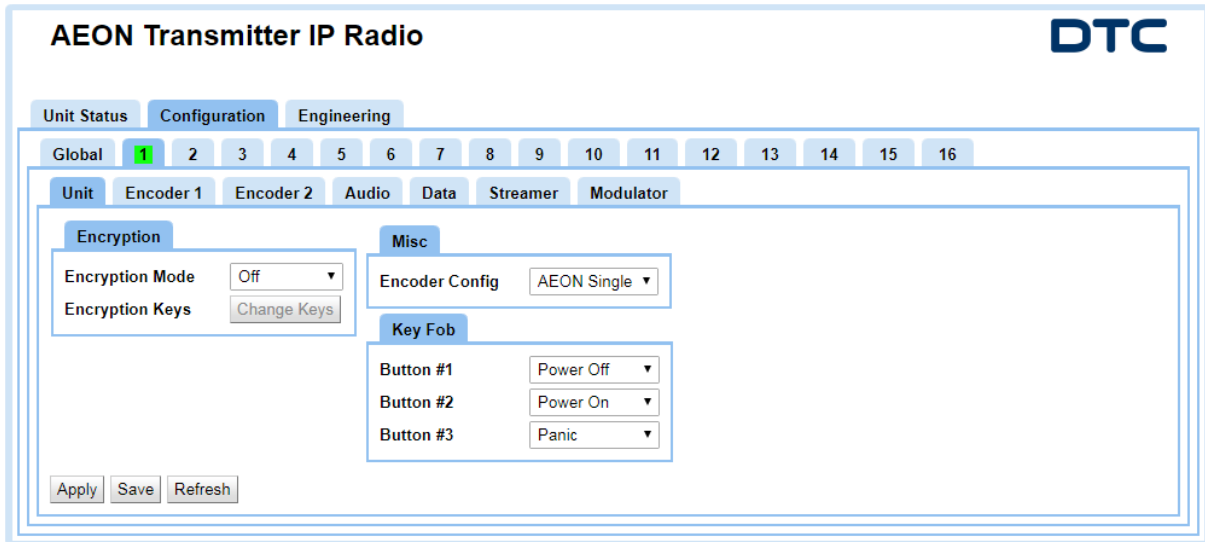 AEON Transmitter IP Radio
DTC
Unit Status Configuration Engineering
Global 1 2 3 4 5 6 7 8 9 10 11 12 13 14 15 16
Unit Encoder 1 Encoder 2 Audio Data Streamer Modulator
Encryption
Encryption Mode Off
Encryption Keys Change Keys
Misc
Encoder Config AEON Single
Key Fob
Button #1 Power Off
Button #2 Power On
Button #3 Panic
Apply Save Refresh